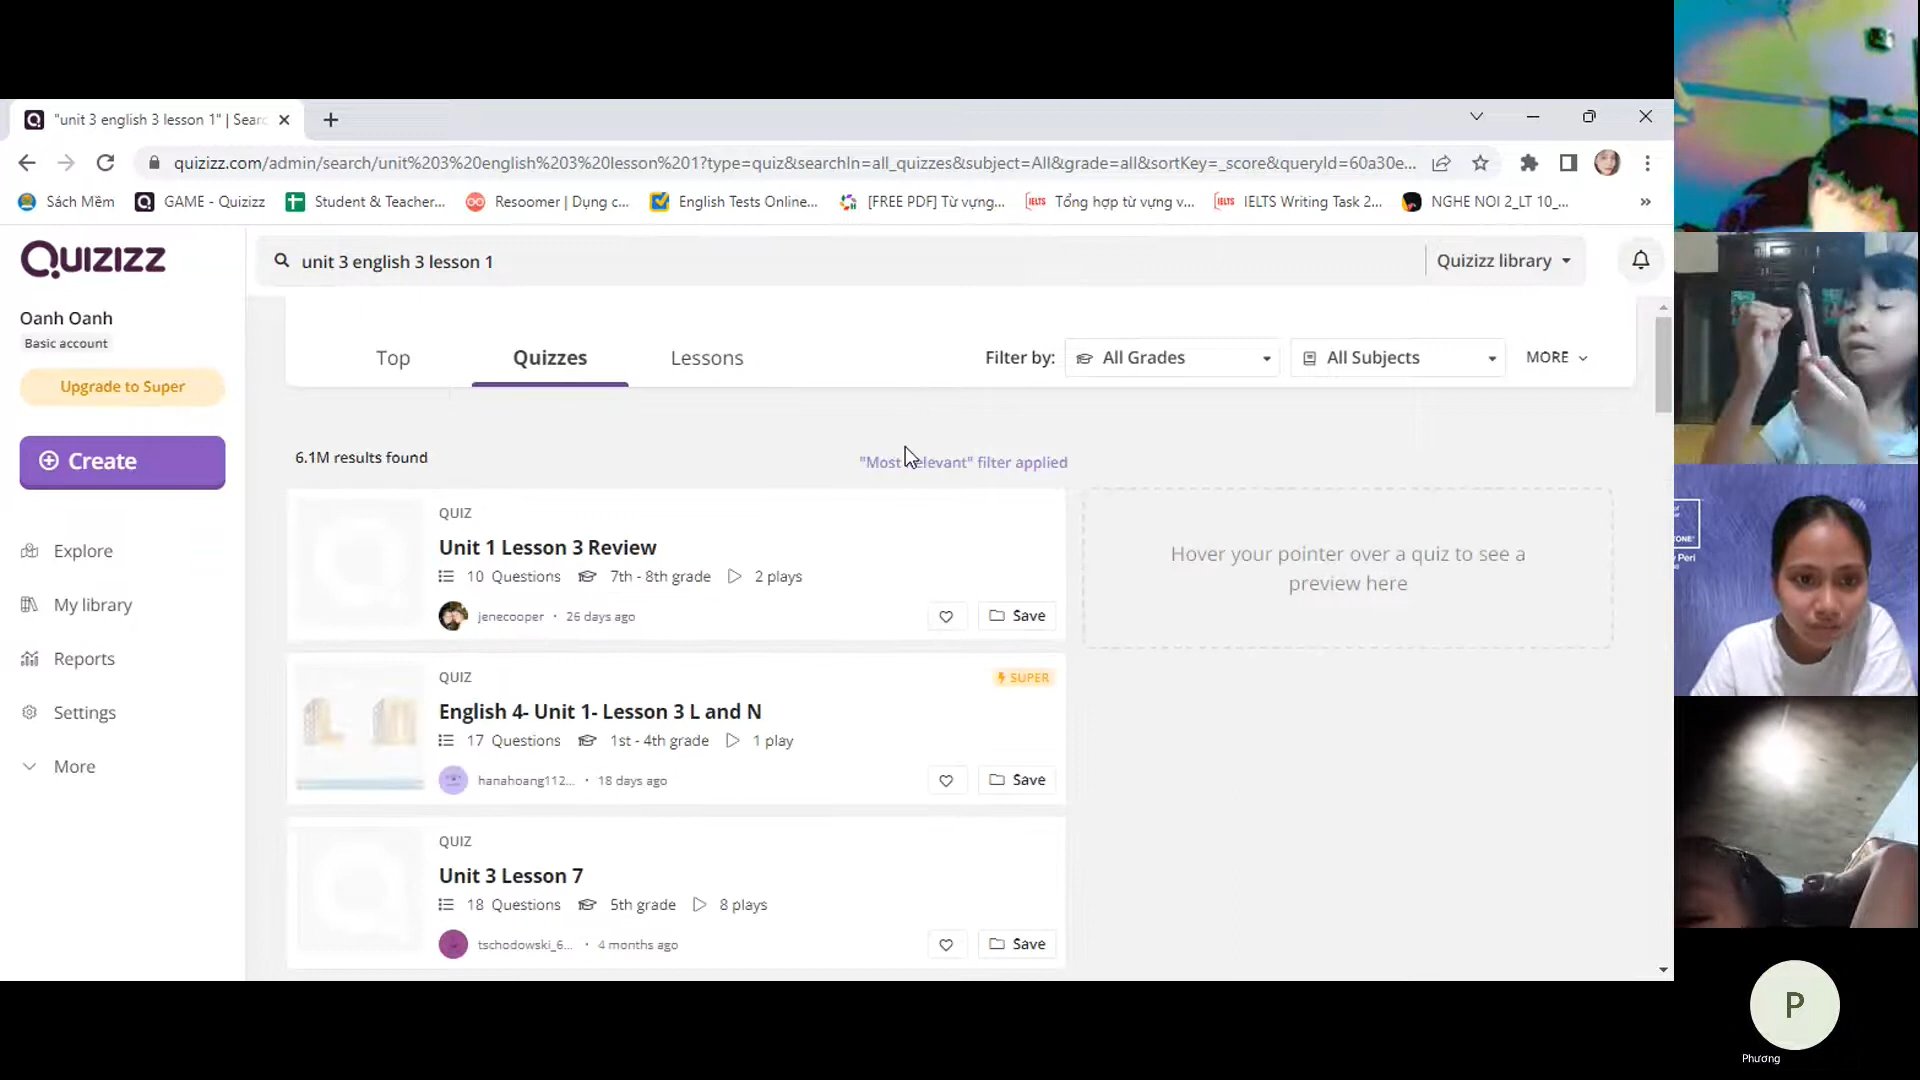 "unit 3 english 3 lesson 1" | Searc
quizizz.com/admin/search/unit%203%20english%203%20lesson%201?type=quiz&searchIn=all_quizzes&subject=All&grade=all&sortKey=_score&queryId=60a30e...
Sách Mềm GAME - Quizizz Student & Teacher... Resoomer | Dụng c... English Tests Online... [FREE PDF] Từ vựng... IELTS Tổng hợp từ vựng v... IELTS IELTS Writing Task 2... NGHE NOI 2_LT 10_... »
QUIZIZZ
unit 3 english 3 lesson 1
Quizizz library
Oanh Oanh
Basic account
Upgrade to Super
Create
Explore
My library
Reports
Settings
More
Top Quizzes Lessons Filter by: All Grades All Subjects MORE
6.1M results found
"Most relevant" filter applied
QUIZ
Unit 1 Lesson 3 Review
10 Questions 7th - 8th grade 2 plays
jenecooper • 26 days ago Save
Hover your pointer over a quiz to see a
preview here
QUIZ SUPER
English 4- Unit 1- Lesson 3 L and N
17 Questions 1st - 4th grade 1 play
hanahoang112... • 18 days ago Save
QUIZ
Unit 3 Lesson 7
18 Questions 5th grade 8 plays
tschodowski_6... • 4 months ago Save
P
Phương